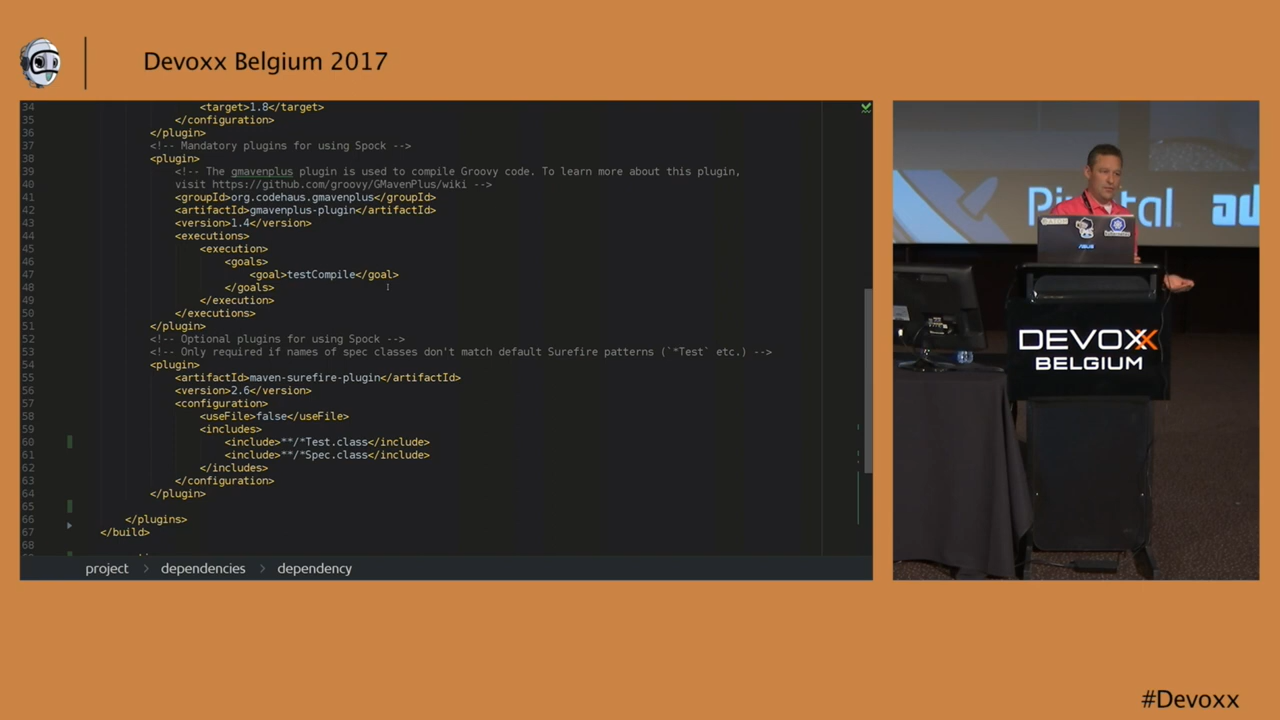 Devoxx Belgium 2017
34 <target>1.8</target>
35 </configuration>
36 </plugin>
37 <!-- Mandatory plugins for using Spock -->
38 <plugin>
39 <!-- The gmavenplus plugin is used to compile Groovy code. To learn more about this plugin,
40 visit https://github.com/groovy/GMavenPlus/wiki -->
41 <groupId>org.codehaus.gmavenplus</groupId>
42 <artifactId>gmavenplus-plugin</artifactId>
43 <version>1.4</version>
44 <executions>
45 <execution>
46 <goals>
47 <goal>testCompile</goal>
48 </goals>
49 </execution>
50 </executions>
51 </plugin>
52 <!-- Optional plugins for using Spock -->
53 <!-- Only required if names of spec classes don't match default Surefire patterns (`*Test` etc.) -->
54 <plugin>
55 <artifactId>maven-surefire-plugin</artifactId>
56 <version>2.6</version>
57 <configuration>
58 <useFile>false</useFile>
59 <includes>
60 <include>**/*Test.class</include>
61 <include>**/*Spec.class</include>
62 </includes>
63 </configuration>
64 </plugin>
65
66 </plugins>
67 </build>
68
project > dependencies > dependency
ASUS
DEVOXX
BELGIUM
#Devoxx